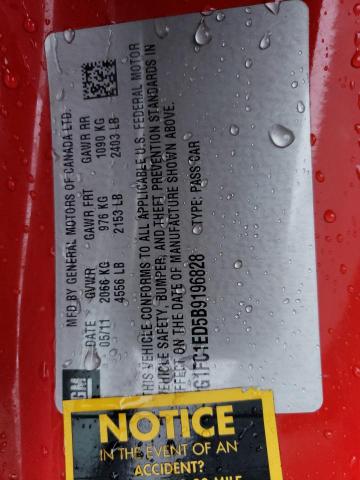 MFD BY GENERAL MOTORS OF CANADA LTD.
DATE GVWR GAWR FRT GAWR RR
05/11 2066 KG 976 KG 1090 KG
4556 LB 2153 LB 2403 LB
THIS VEHICLE CONFORMS TO ALL APPLICABLE U.S. FEDERAL MOTOR
VEHICLE SAFETY, BUMPER, AND THEFT PREVENTION STANDARDS IN
EFFECT ON THE DATE OF MANUFACTURE SHOWN ABOVE.
G1FC1ED5B9196828 TYPE: PASS CAR
GM
NOTICE
IN THE EVENT OF AN
ACCIDENT?
MILE